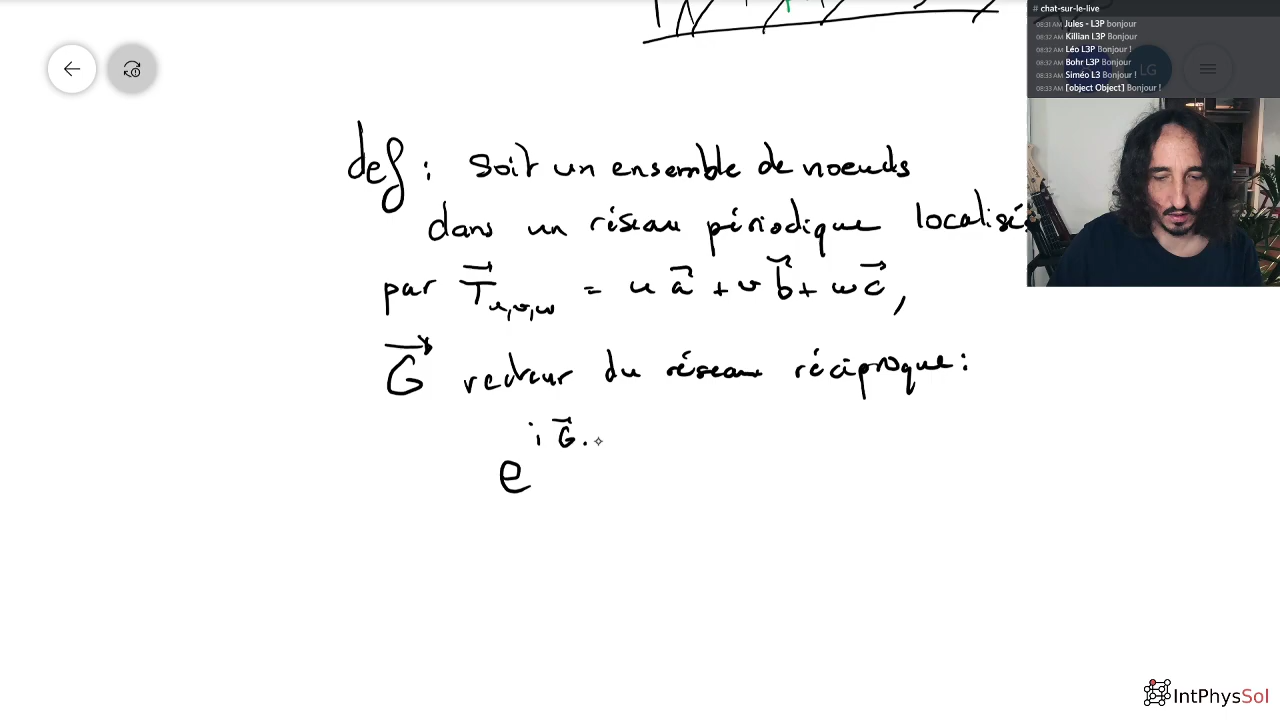 # chat-sur-le-live
08:31 AM Jules - L3P bonjour
08:32 AM Killian L3P Bonjour
08:32 AM Léo L3P Bonjour !
08:32 AM Bohr L3P Bonjour
08:33 AM Siméo L3 Bonjour !
08:33 AM [object Object] Bonjour !
LG
def : soit un ensemble de noeuds
dans un réseau périodique localisés
par T⃗u,v,w = u a⃗ + v b⃗ + w c⃗ ,
G⃗ vecteur du réseau réciproque :
e^i G⃗ .
IntPhysSol